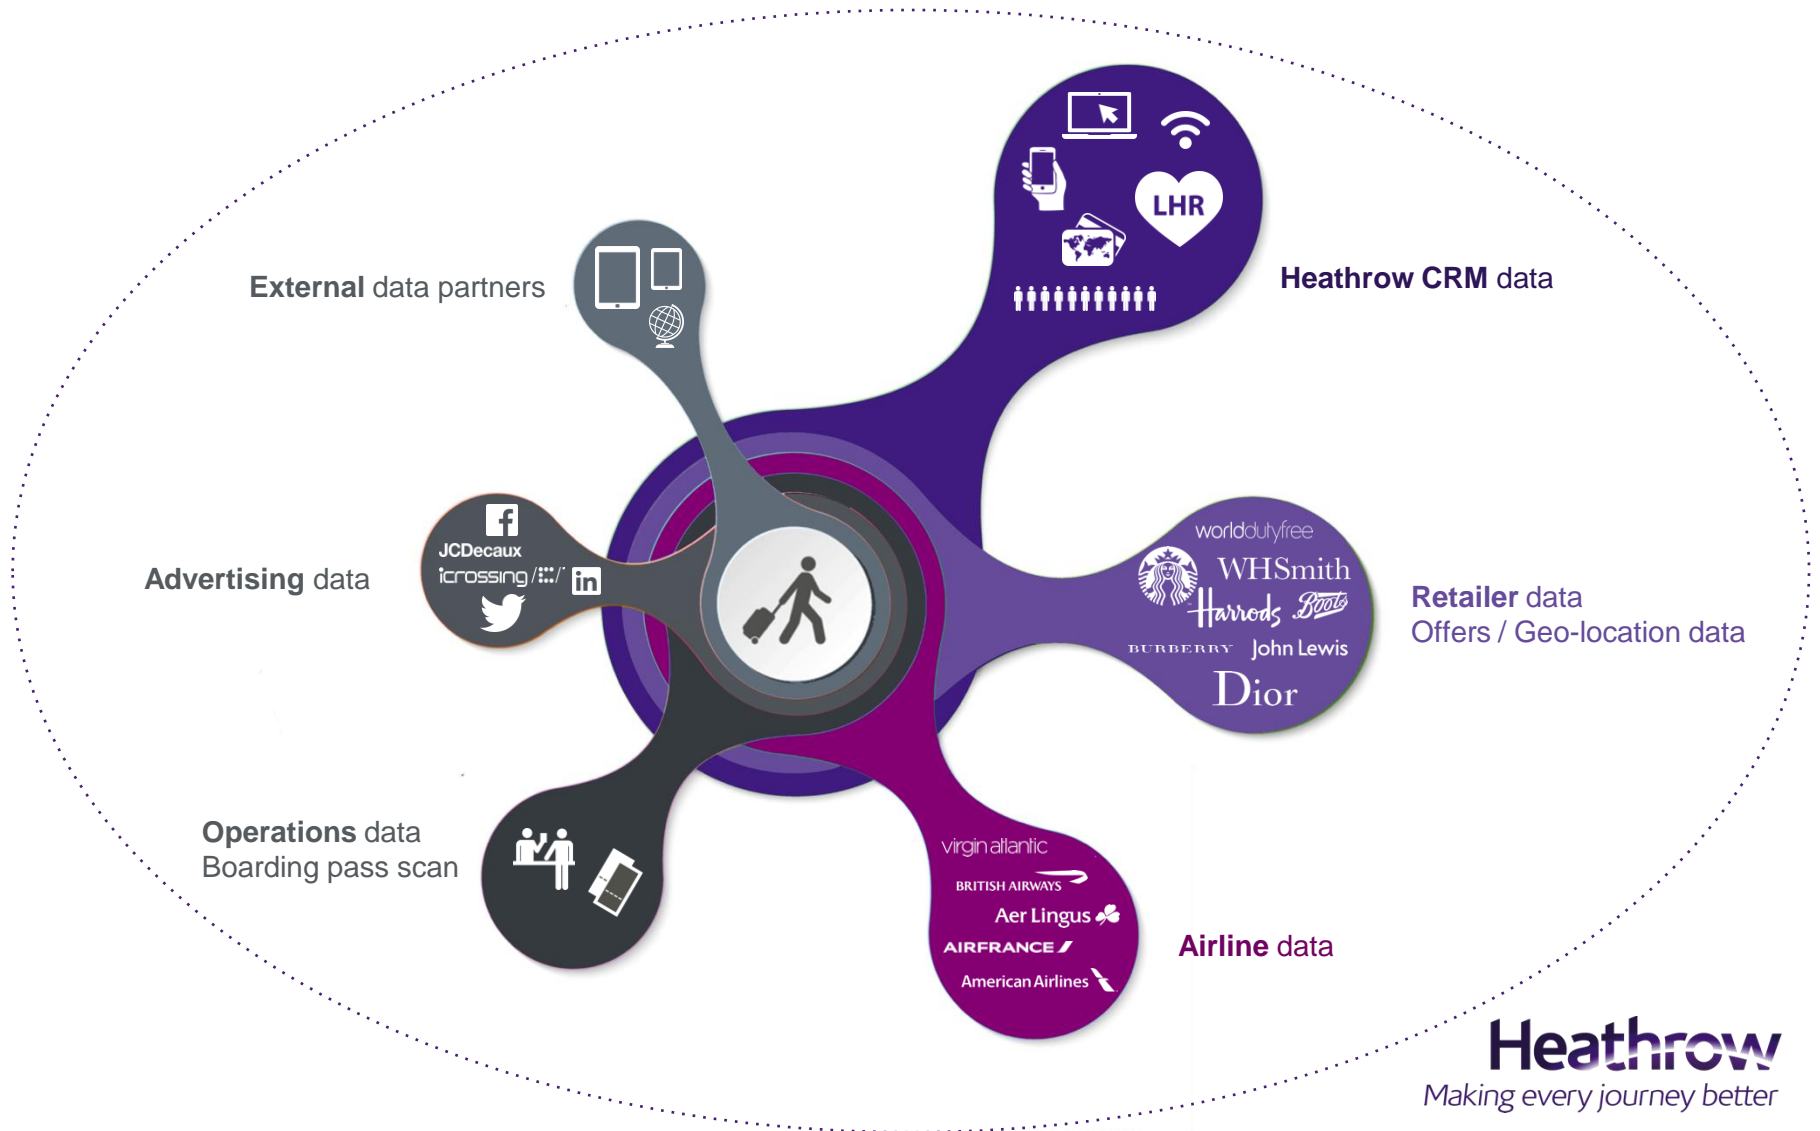 LHR
Heathrow CRM data
External data partners
worlddutyfree
WHSmith
Harrods Boots
BURBERRY John Lewis
Dior
Retailer data
Offers / Geo-location data
JCDecaux
icrossing
in
Advertising data
Operations data
Boarding pass scan
virgin atlantic
BRITISH AIRWAYS
Aer Lingus
AIRFRANCE
American Airlines
Airline data
Heathrow
Making every journey better